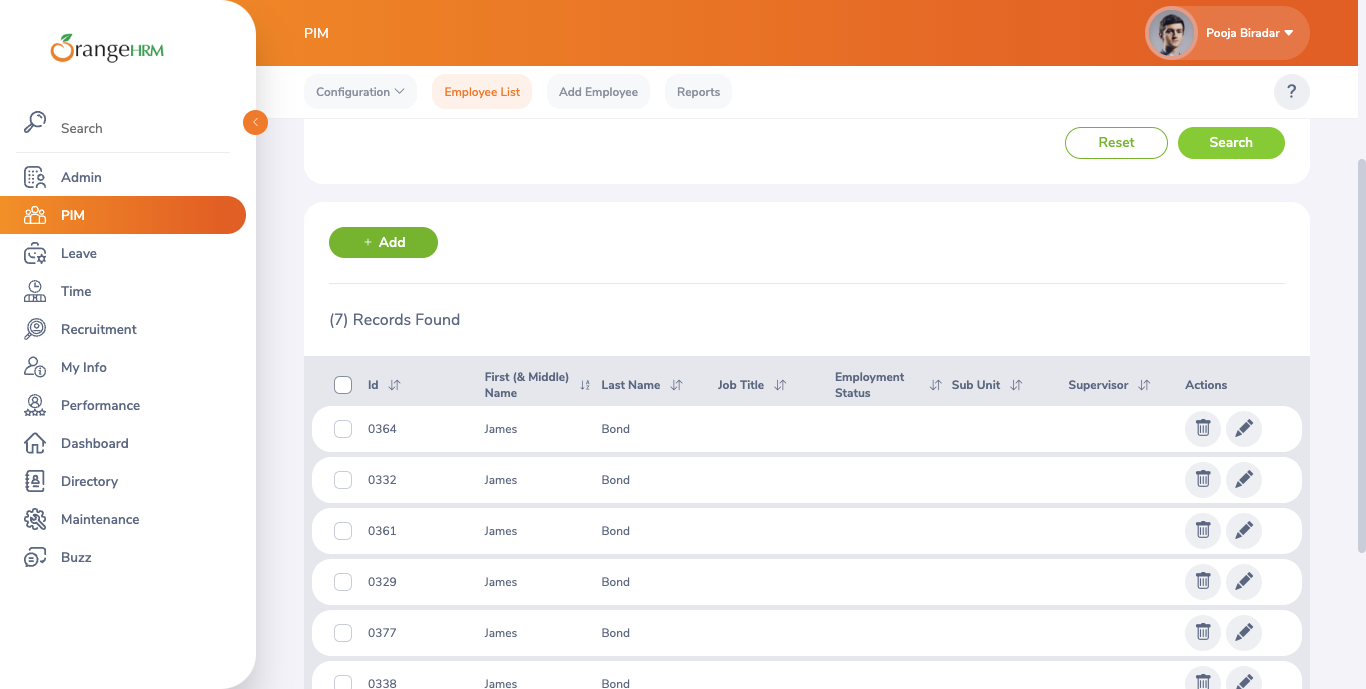 OrangeHRM
PIM
Pooja Biradar
Configuration
Employee List
Add Employee
Reports
?
Search
Admin
PIM
Leave
Time
Recruitment
My Info
Performance
Dashboard
Directory
Maintenance
Buzz
Reset
Search
+ Add
(7) Records Found
Id
First (& Middle)
Name
Last Name
Job Title
Employment
Status
Sub Unit
Supervisor
Actions
0364 James Bond
0332 James Bond
0361 James Bond
0329 James Bond
0377 James Bond
0338 James Bond